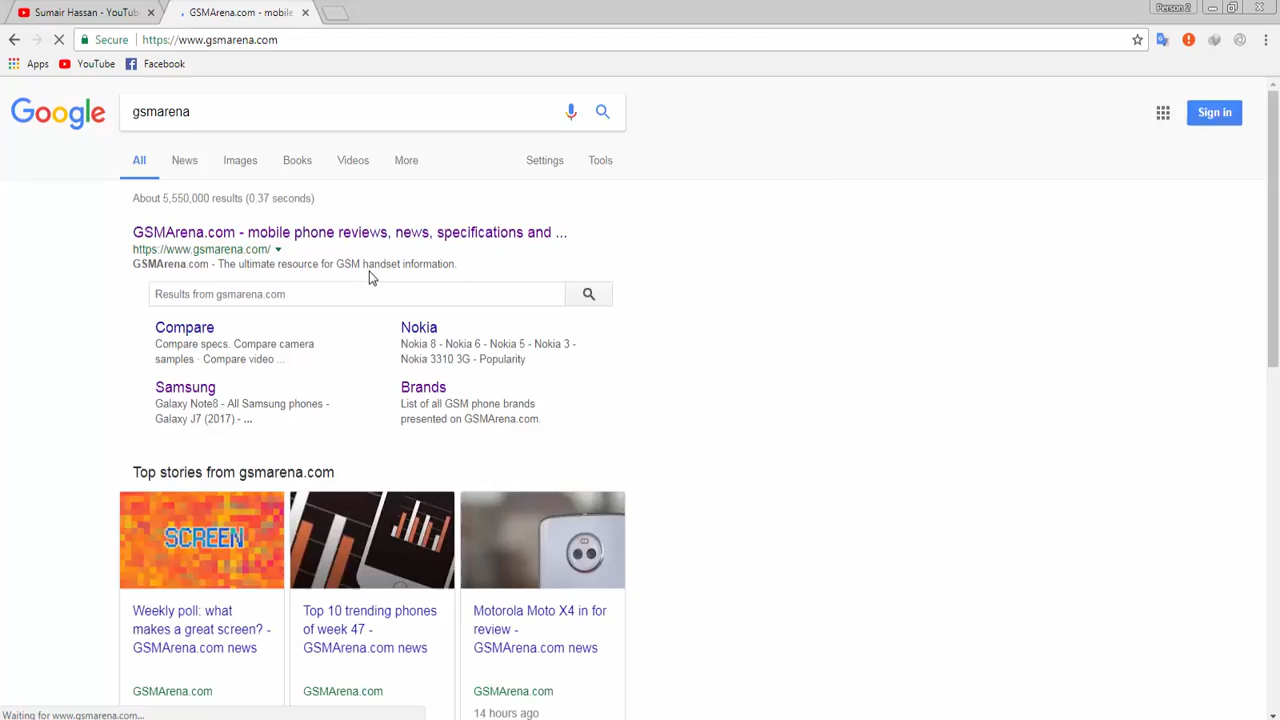 Sumair Hassan - YouTub
GSMArena.com - mobile
Person 2
Secure
https://www.gsmarena.com
Apps
YouTube
Facebook
Google
gsmarena
Sign in
All
News
Images
Books
Videos
More
Settings
Tools
About 5,550,000 results (0.37 seconds)
GSMArena.com - mobile phone reviews, news, specifications and ...
https://www.gsmarena.com/
GSMArena.com - The ultimate resource for GSM handset information.
Results from gsmarena.com
Compare
Compare specs. Compare camera
samples · Compare video ...
Nokia
Nokia 8 - Nokia 6 - Nokia 5 - Nokia 3 -
Nokia 3310 3G - Popularity
Samsung
Galaxy Note8 - All Samsung phones -
Galaxy J7 (2017) - ...
Brands
List of all GSM phone brands
presented on GSMArena.com.
Top stories from gsmarena.com
SCREEN
Weekly poll: what
makes a great screen? -
GSMArena.com news
GSMArena.com
Top 10 trending phones
of week 47 -
GSMArena.com news
GSMArena.com
Motorola Moto X4 in for
review -
GSMArena.com news
GSMArena.com
14 hours ago
Waiting for www.gsmarena.com...